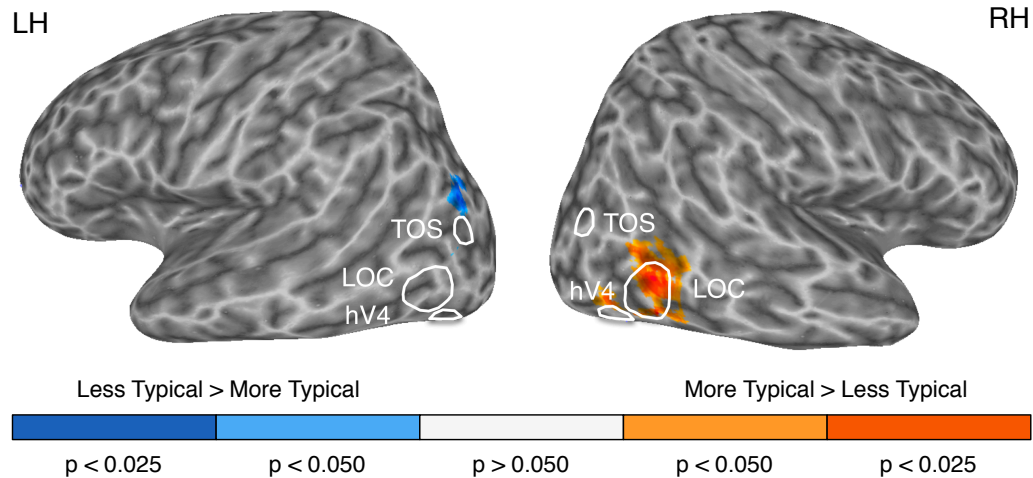 LH
RH
TOS
LOC
hV4
TOS
hV4
LOC
Less Typical > More Typical
More Typical > Less Typical
p < 0.025
p < 0.050
p > 0.050
p < 0.050
p < 0.025